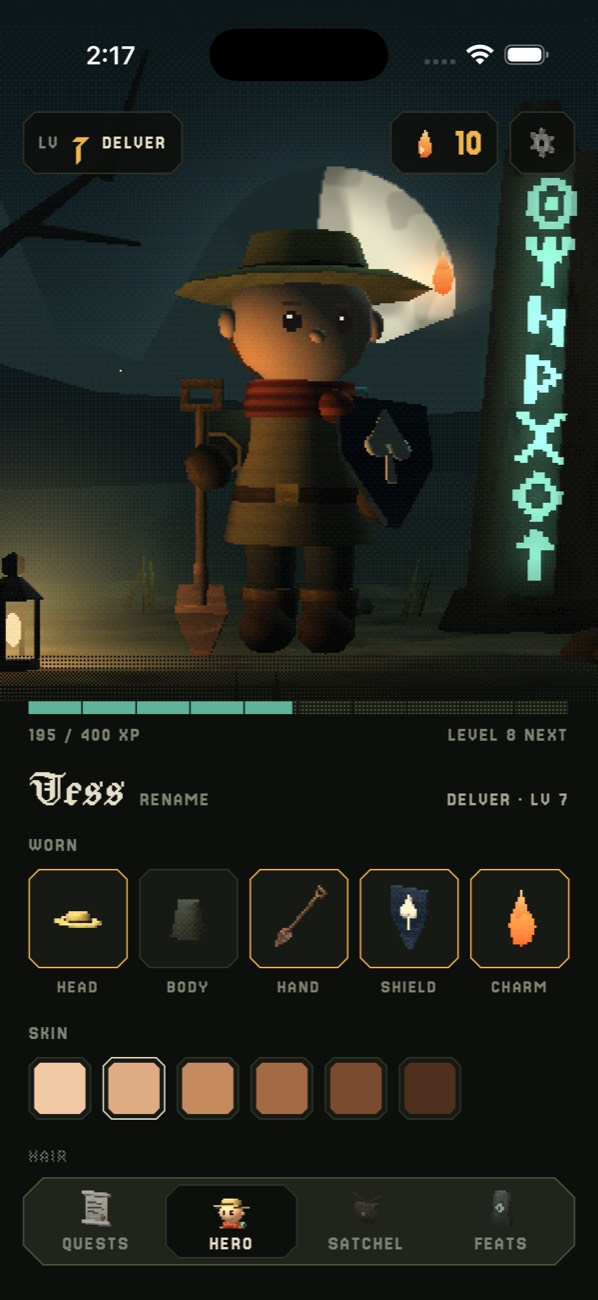 2:17
LV 7 DELVER
10
195 / 400 XP
LEVEL 8 NEXT
Tess RENAME
DELVER · LV 7
WORN
HEAD
BODY
HAND
SHIELD
CHARM
SKIN
HAIR
QUESTS
HERO
SATCHEL
FEATS